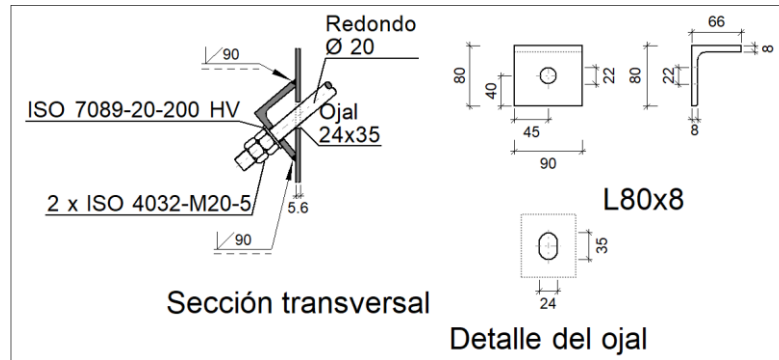 90
Redondo
Ø 20
ISO 7089-20-200 HV
Ojal
24x35
2 x ISO 4032-M20-5
5.6
90
Sección transversal
80
40
22
45
90
66
8
80
22
8
L80x8
35
24
Detalle del ojal